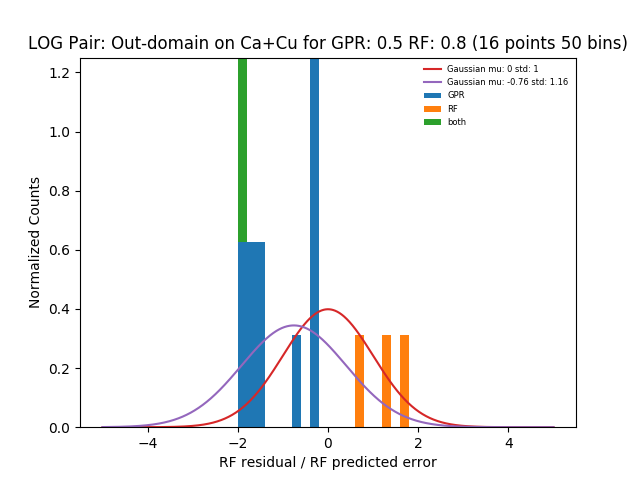 LOG Pair: Out-domain on Ca+Cu for GPR: 0.5 RF: 0.8 (16 points 50 bins)
Gaussian mu: 0 std: 1
Gaussian mu: -0.76 std: 1.16
GPR
RF
both
Normalized Counts
1.2
1.0
0.8
0.6
0.4
0.2
0.0
−4 −2 0 2 4
RF residual / RF predicted error